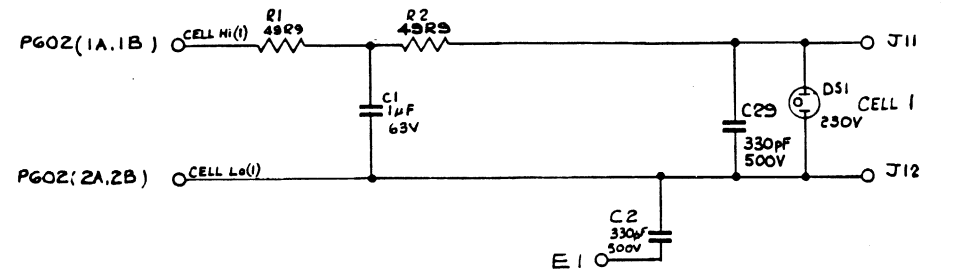 R1
49R9
R2
49R9
PG02(1A,1B)
CELL Hi(1)
J11
C1
1µF
63V
C29
330pF
500V
DS1
230V
CELL 1
PG02(2A,2B)
CELL Lo(1)
J12
C2
330pF
500V
E1